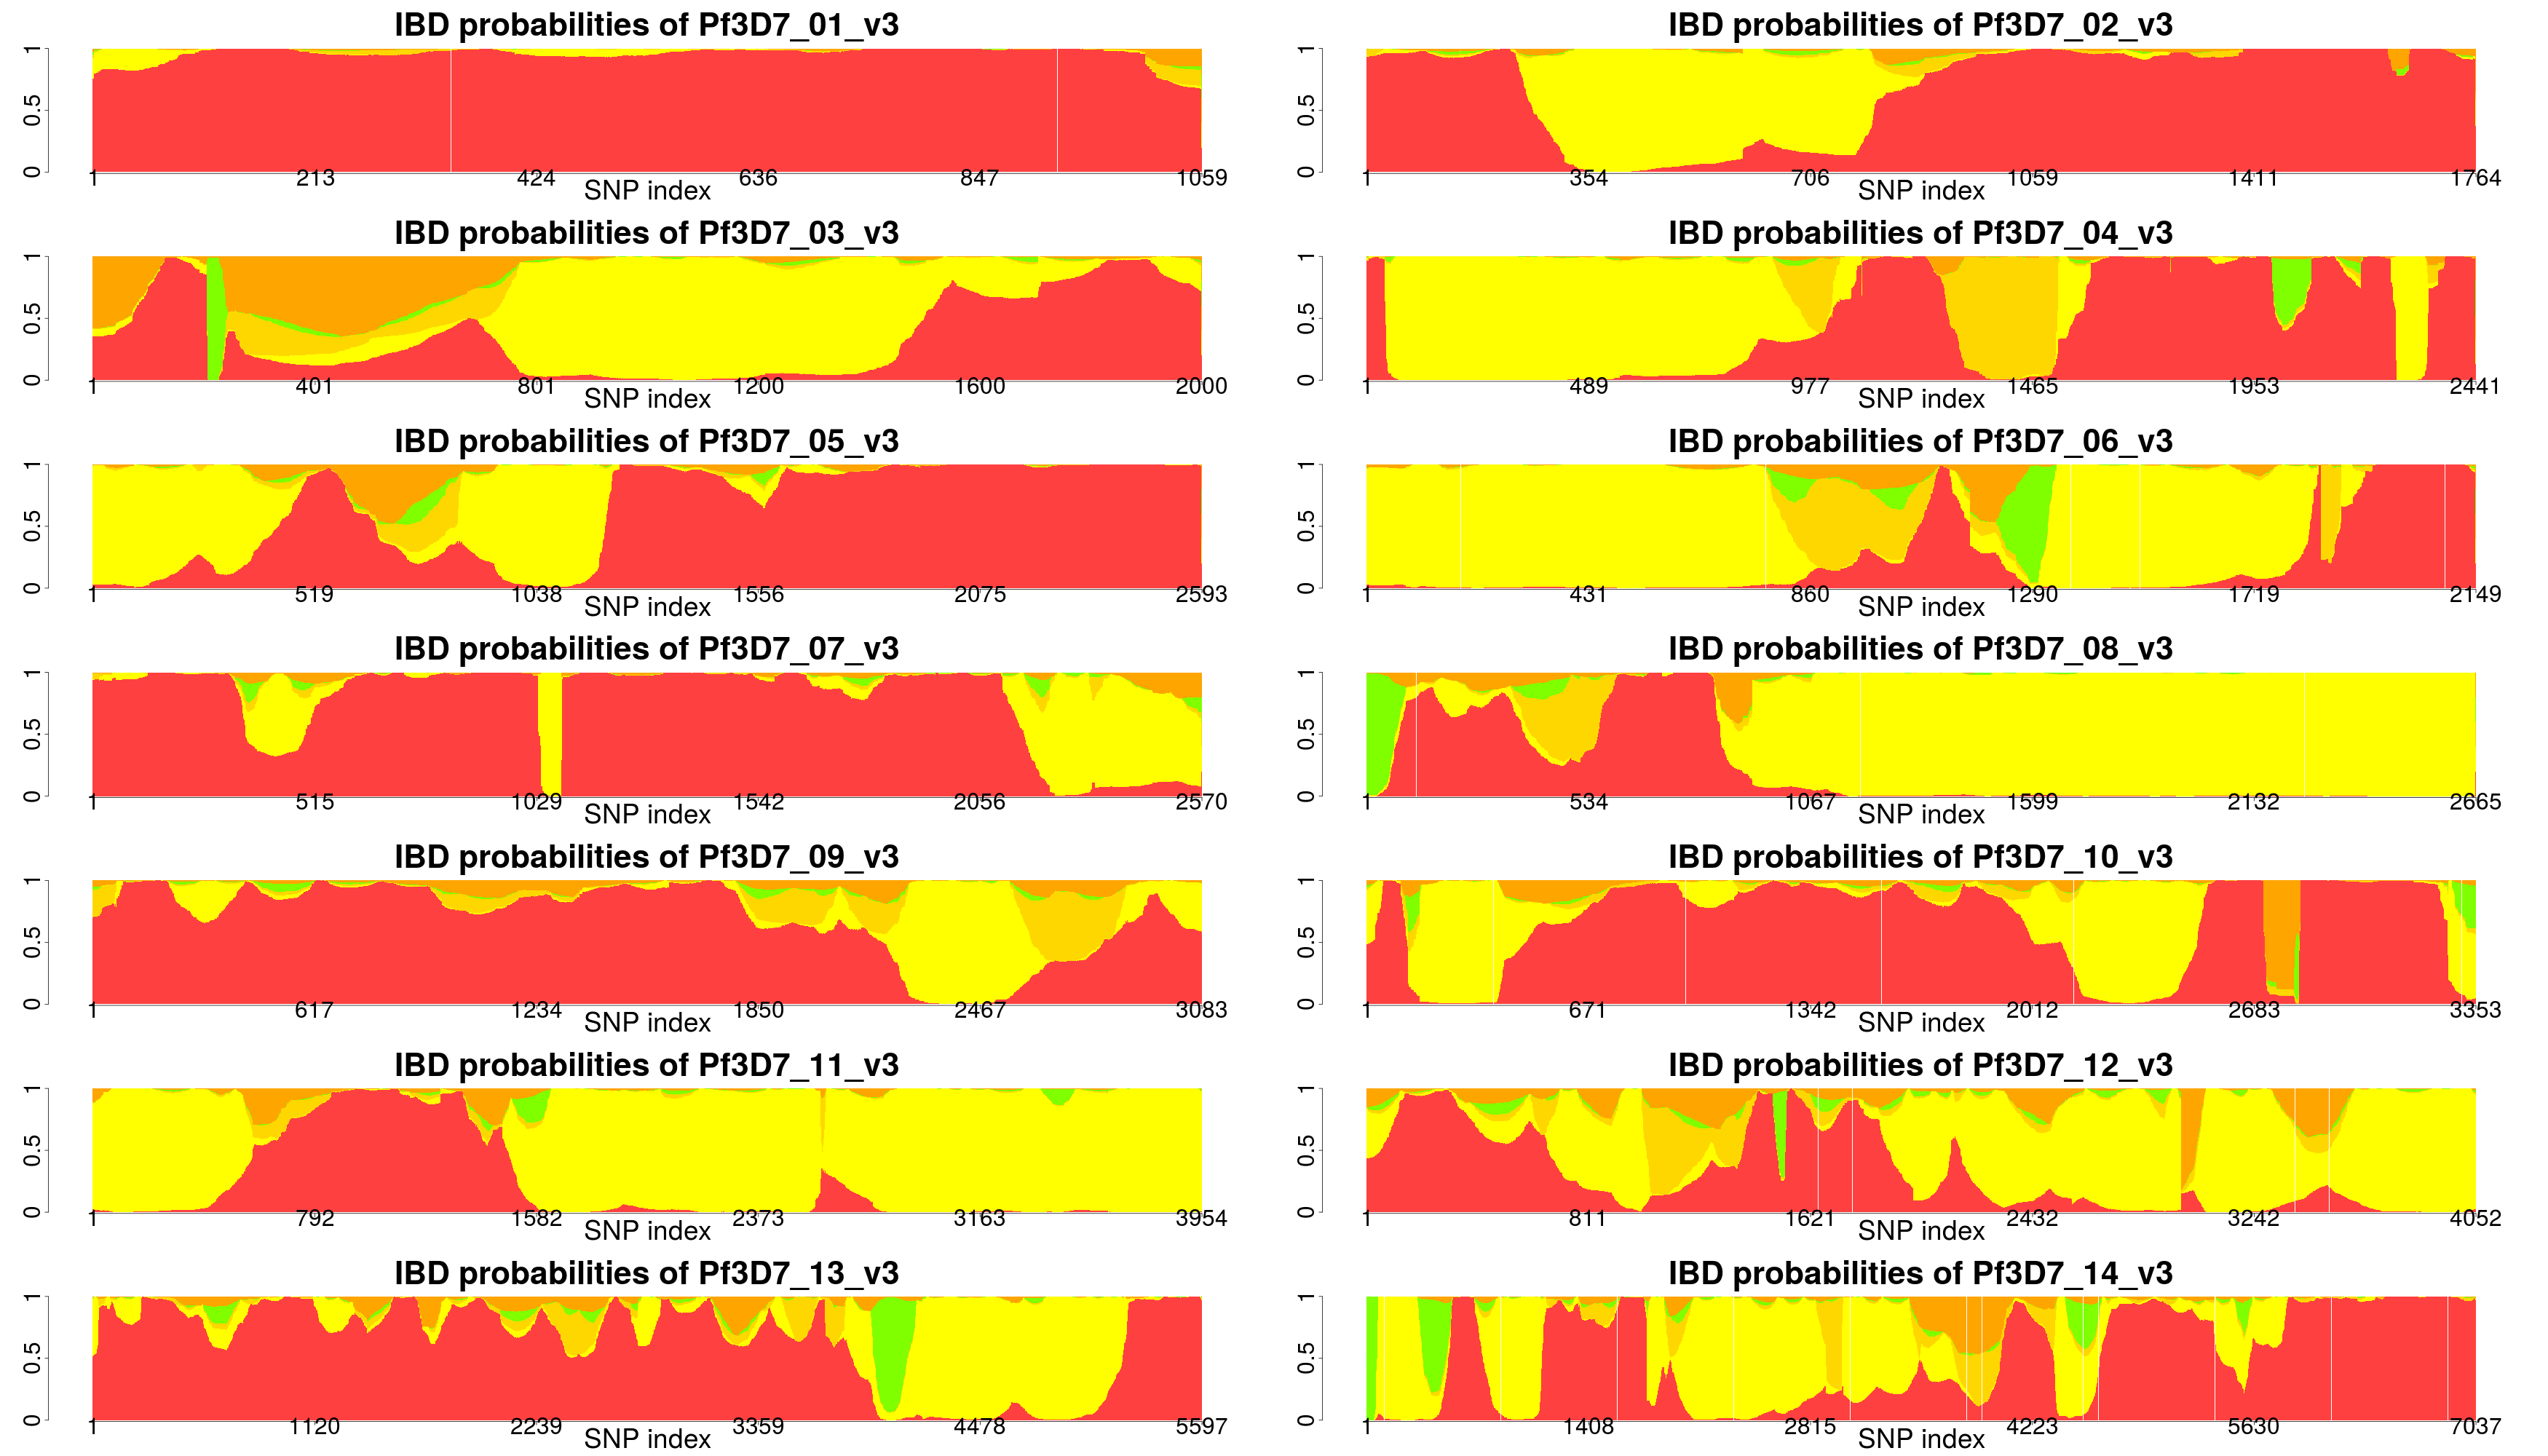 IBD probabilities of Pf3D7_01_v3
0 0.5 1
1 213 424 636 847 1059
SNP index
IBD probabilities of Pf3D7_02_v3
0 0.5 1
1 354 706 1059 1411 1764
SNP index
IBD probabilities of Pf3D7_03_v3
0 0.5 1
1 401 801 1200 1600 2000
SNP index
IBD probabilities of Pf3D7_04_v3
0 0.5 1
1 489 977 1465 1953 2441
SNP index
IBD probabilities of Pf3D7_05_v3
0 0.5 1
1 519 1038 1556 2075 2593
SNP index
IBD probabilities of Pf3D7_06_v3
0 0.5 1
1 431 860 1290 1719 2149
SNP index
IBD probabilities of Pf3D7_07_v3
0 0.5 1
1 515 1029 1542 2056 2570
SNP index
IBD probabilities of Pf3D7_08_v3
0 0.5 1
1 534 1067 1599 2132 2665
SNP index
IBD probabilities of Pf3D7_09_v3
0 0.5 1
1 617 1234 1850 2467 3083
SNP index
IBD probabilities of Pf3D7_10_v3
0 0.5 1
1 671 1342 2012 2683 3353
SNP index
IBD probabilities of Pf3D7_11_v3
0 0.5 1
1 792 1582 2373 3163 3954
SNP index
IBD probabilities of Pf3D7_12_v3
0 0.5 1
1 811 1621 2432 3242 4052
SNP index
IBD probabilities of Pf3D7_13_v3
0 0.5 1
1 1120 2239 3359 4478 5597
SNP index
IBD probabilities of Pf3D7_14_v3
0 0.5 1
1 1408 2815 4223 5630 7037
SNP index